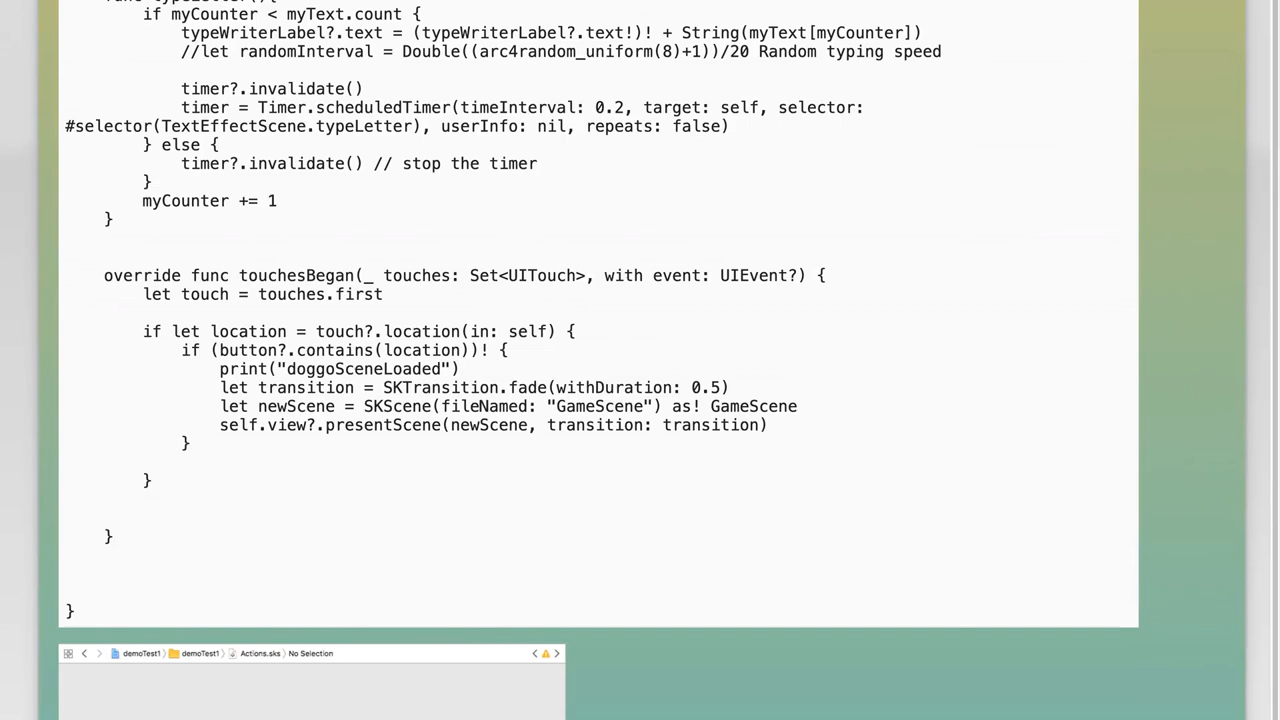 func typeLetter(){
if myCounter < myText.count {
typeWriterLabel?.text = (typeWriterLabel?.text!)! + String(myText[myCounter])
//let randomInterval = Double((arc4random_uniform(8)+1))/20 Random typing speed
timer?.invalidate()
timer = Timer.scheduledTimer(timeInterval: 0.2, target: self, selector:
#selector(TextEffectScene.typeLetter), userInfo: nil, repeats: false)
} else {
timer?.invalidate() // stop the timer
}
myCounter += 1
}
override func touchesBegan(_ touches: Set<UITouch>, with event: UIEvent?) {
let touch = touches.first
if let location = touch?.location(in: self) {
if (button?.contains(location))! {
print("doggoSceneLoaded")
let transition = SKTransition.fade(withDuration: 0.5)
let newScene = SKScene(fileNamed: "GameScene") as! GameScene
self.view?.presentScene(newScene, transition: transition)
}
}
}
}
demoTest1 demoTest1 Actions.sks No Selection